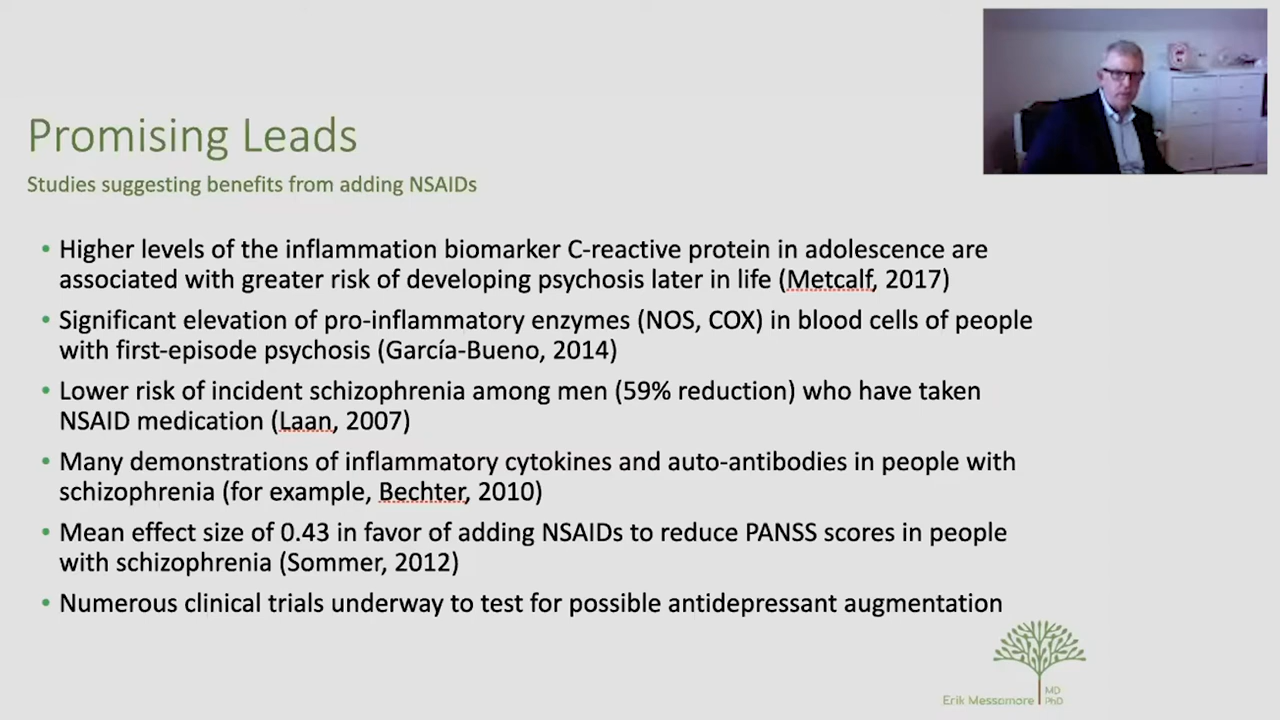 Promising Leads
Studies suggesting benefits from adding NSAIDs
• Higher levels of the inflammation biomarker C-reactive protein in adolescence are
associated with greater risk of developing psychosis later in life (Metcalf, 2017)
• Significant elevation of pro-inflammatory enzymes (NOS, COX) in blood cells of people
with first-episode psychosis (García-Bueno, 2014)
• Lower risk of incident schizophrenia among men (59% reduction) who have taken
NSAID medication (Laan, 2007)
• Many demonstrations of inflammatory cytokines and auto-antibodies in people with
schizophrenia (for example, Bechter, 2010)
• Mean effect size of 0.43 in favor of adding NSAIDs to reduce PANSS scores in people
with schizophrenia (Sommer, 2012)
• Numerous clinical trials underway to test for possible antidepressant augmentation
Erik Messamore
MD
PhD